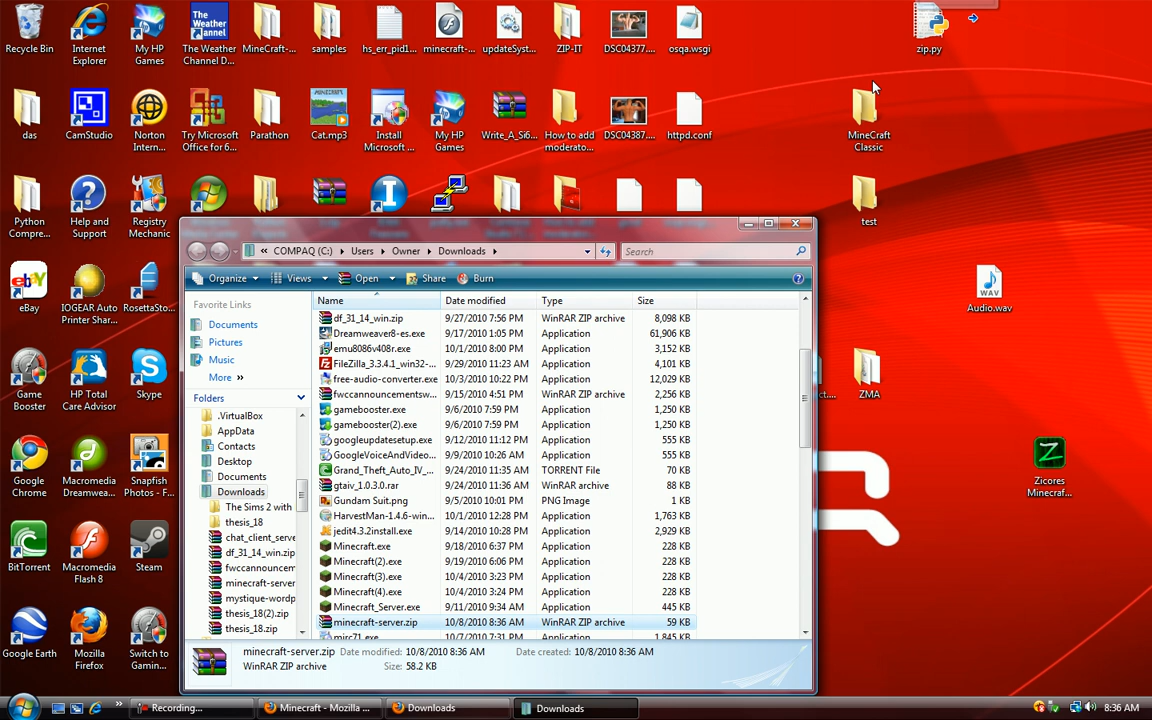 Recycle Bin
Internet
Explorer
My HP
Games
The
Weather
Channel
The Weather
Channel D...
MineCraft-...
samples
hs_err_pid1...
minecraft-...
updateSyst...
ZIP-IT
DSC04377....
osqa.wsgi
zip.py
das
CamStudio
Norton
Intern...
Try Microsoft
Office for 6...
Parathon
Cat.mp3
Install
Microsoft ...
My HP
Games
Write_A_Si6...
How to add
moderato...
DSC04387....
httpd.conf
MineCraft
Classic
Python
Compre...
Help and
Support
Registry
Mechanic
test
COMPAQ (C:)
Users
Owner
Downloads
Search
Organize
Views
Open
Share
Burn
Favorite Links
Documents
Pictures
Music
More »
Folders
.VirtualBox
AppData
Contacts
Desktop
Documents
Downloads
The Sims 2 with
thesis_18
chat_client_serve
df_31_14_win.zip
fwccannouncem
minecraft-server
mystique-wordp
thesis_18(2).zip
thesis_18.zip
Name Date modified Type Size
df_31_14_win.zip 9/27/2010 7:56 PM WinRAR ZIP archive 8,098 KB
Dreamweaver8-es.exe 9/17/2010 1:05 PM Application 61,906 KB
emu8086v408r.exe 10/1/2010 8:00 PM Application 3,152 KB
FileZilla_3.3.4.1_win32-... 9/29/2010 11:23 AM Application 4,101 KB
free-audio-converter.exe 10/3/2010 10:22 PM Application 12,029 KB
fwccannouncementsw... 9/15/2010 4:51 PM WinRAR ZIP archive 2,256 KB
gamebooster.exe 9/6/2010 7:59 PM Application 1,250 KB
gamebooster(2).exe 9/6/2010 7:59 PM Application 1,250 KB
googleupdatesetup.exe 9/12/2010 11:12 PM Application 555 KB
GoogleVoiceAndVideo... 9/9/2010 10:26 AM Application 555 KB
Grand_Theft_Auto_IV_... 9/24/2010 11:35 AM TORRENT File 70 KB
gtaiv_1.0.3.0.rar 9/24/2010 11:36 AM WinRAR archive 88 KB
Gundam Suit.png 9/5/2010 10:01 PM PNG Image 1 KB
HarvestMan-1.4.6-win... 10/1/2010 12:28 PM Application 1,763 KB
jedit4.3.2install.exe 9/14/2010 10:28 PM Application 2,929 KB
Minecraft.exe 9/18/2010 6:37 PM Application 228 KB
Minecraft(2).exe 9/19/2010 6:06 PM Application 228 KB
Minecraft(3).exe 10/4/2010 3:23 PM Application 228 KB
Minecraft(4).exe 10/4/2010 3:24 PM Application 228 KB
Minecraft_Server.exe 9/11/2010 9:34 AM Application 445 KB
minecraft-server.zip 10/8/2010 8:36 AM WinRAR ZIP archive 59 KB
mirc71.exe 10/7/2010 7:31 PM Application 1,845 KB
minecraft-server.zip Date modified: 10/8/2010 8:36 AM Date created: 10/8/2010 8:36 AM
WinRAR ZIP archive Size: 58.2 KB
eBay
IOGEAR Auto
Printer Shar...
RosettaSto...
WAV
Audio.wav
Game
Booster
HP Total
Care Advisor
Skype
ct....
ZMA
Google
Chrome
Macromedia
Dreamwea...
Snapfish
Photos - F...
Zicores
Minecraf...
BitTorrent
Macromedia
Flash 8
Steam
Google Earth
Mozilla
Firefox
Switch to
Gamin...
Recording...
Minecraft - Mozilla ...
Downloads
Downloads
8:36 AM